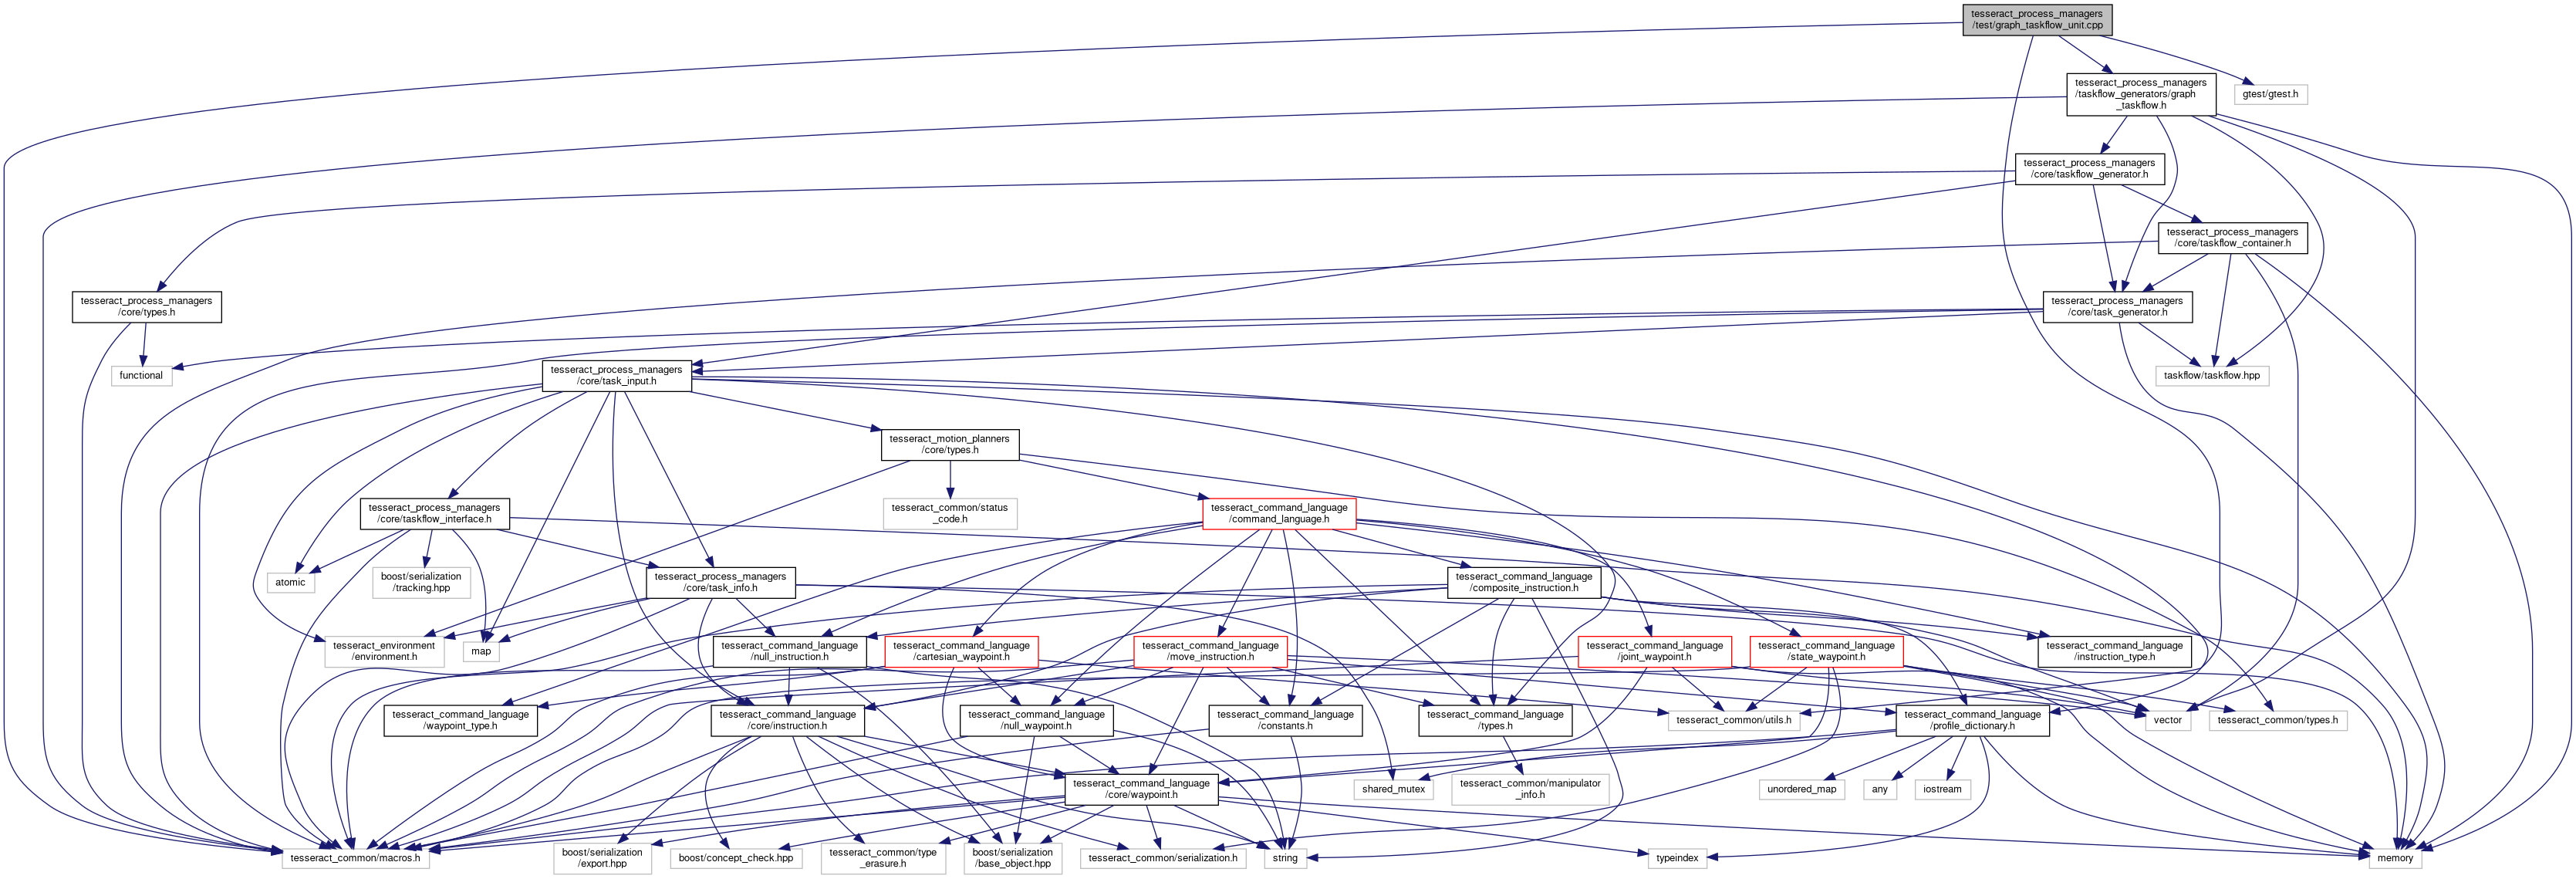 tesseract_process_managers
/test/graph_taskflow_unit.cpp
tesseract_process_managers
/taskflow_generators/graph
_taskflow.h
gtest/gtest.h
tesseract_process_managers
/core/taskflow_generator.h
tesseract_process_managers
/core/taskflow_container.h
tesseract_process_managers
/core/types.h
tesseract_process_managers
/core/task_generator.h
functional
tesseract_process_managers
/core/task_input.h
taskflow/taskflow.hpp
tesseract_motion_planners
/core/types.h
tesseract_process_managers
/core/taskflow_interface.h
tesseract_common/status
_code.h
tesseract_command_language
/command_language.h
atomic
boost/serialization
/tracking.hpp
tesseract_process_managers
/core/task_info.h
tesseract_command_language
/composite_instruction.h
tesseract_environment
/environment.h
map
tesseract_command_language
/null_instruction.h
tesseract_command_language
/cartesian_waypoint.h
tesseract_command_language
/move_instruction.h
tesseract_command_language
/joint_waypoint.h
tesseract_command_language
/state_waypoint.h
tesseract_command_language
/instruction_type.h
tesseract_command_language
/waypoint_type.h
tesseract_command_language
/core/instruction.h
tesseract_command_language
/null_waypoint.h
tesseract_common/utils.h
tesseract_command_language
/constants.h
tesseract_command_language
/types.h
tesseract_command_language
/profile_dictionary.h
vector
tesseract_common/types.h
tesseract_command_language
/core/waypoint.h
shared_mutex
tesseract_common/manipulator
_info.h
unordered_map
any
iostream
tesseract_common/macros.h
boost/serialization
/export.hpp
boost/concept_check.hpp
tesseract_common/type
_erasure.h
boost/serialization
/base_object.hpp
tesseract_common/serialization.h
string
typeindex
memory